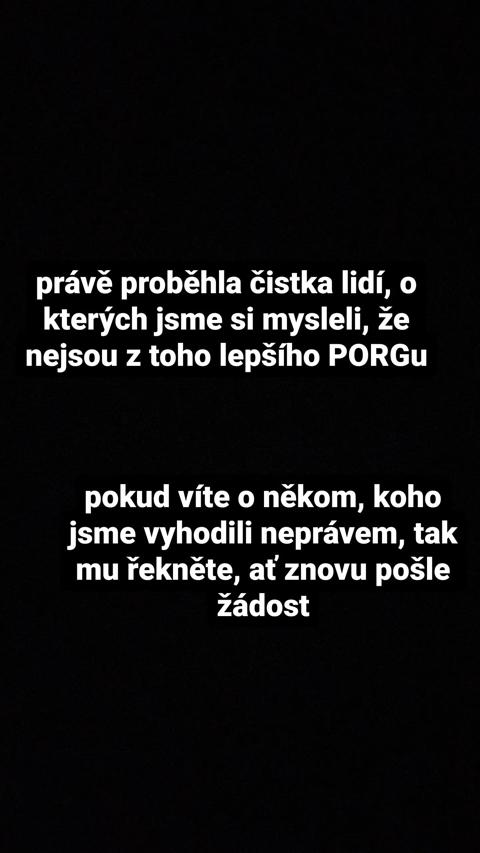 právě proběhla čistka lidí, o
kterých jsme si mysleli, že
nejsou z toho lepšího PORGu
pokud víte o někom, koho
jsme vyhodili neprávem, tak
mu řekněte, ať znovu pošle
žádost